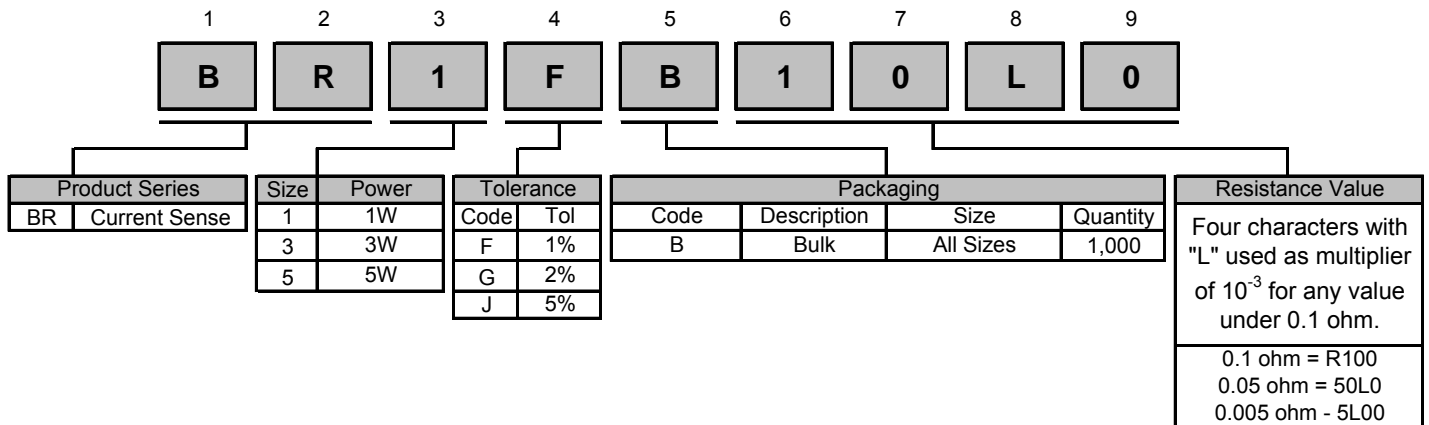 1 2 3 4 5 6 7 8 9
B R 1 F B 1 0 L 0
Product Series
BR Current Sense
Size Power
1 1W
3 3W
5 5W
Tolerance
Code Tol
F 1%
G 2%
J 5%
Packaging
Code Description Size Quantity
B Bulk All Sizes 1,000
Resistance Value
Four characters with
"L" used as multiplier
of 10⁻³ for any value
under 0.1 ohm.
0.1 ohm = R100
0.05 ohm = 50L0
0.005 ohm - 5L00